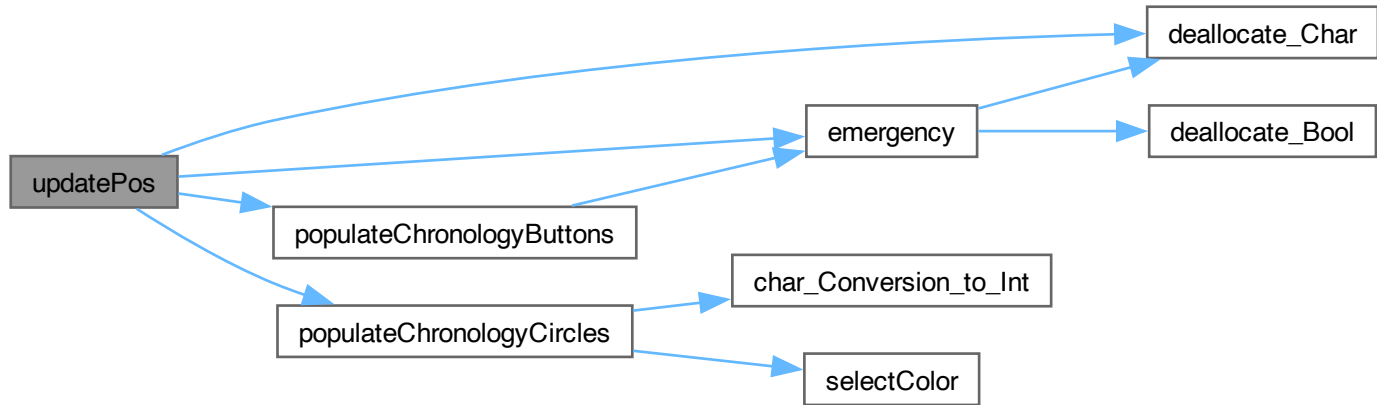 updatePos
deallocate_Char
emergency
deallocate_Bool
populateChronologyButtons
populateChronologyCircles
char_Conversion_to_Int
selectColor